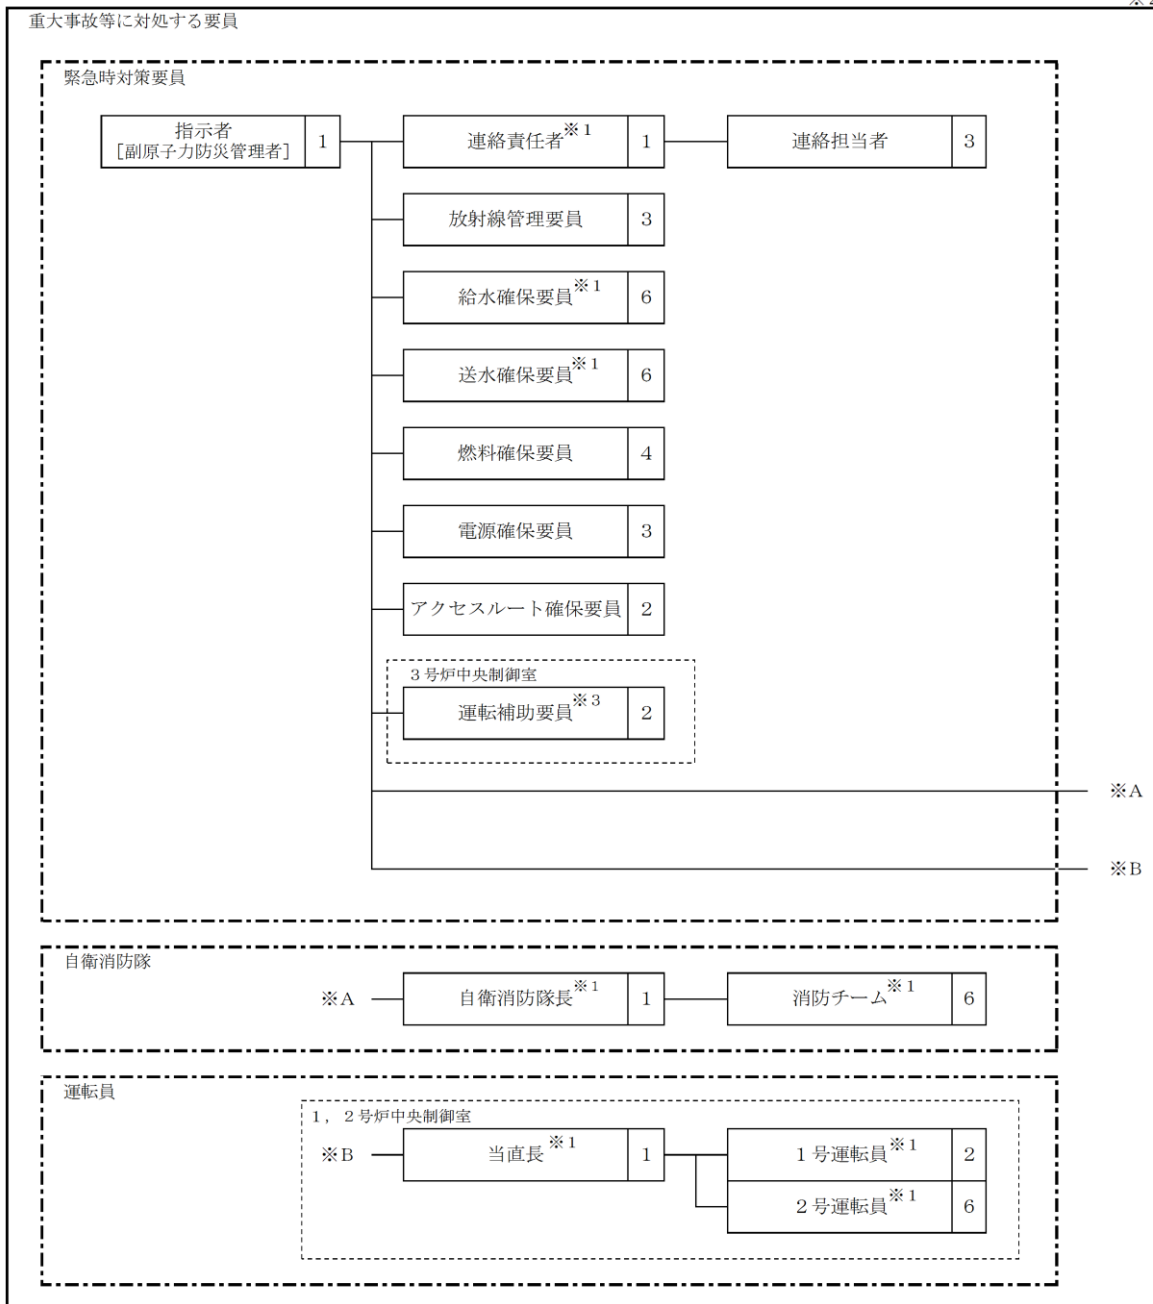 重大事故等に対処する要員
緊急時対策要員
指示者
[副原子力防災管理者]
1
連絡責任者※1
1
連絡担当者
3
放射線管理要員
3
給水確保要員※1
6
送水確保要員※1
6
燃料確保要員
4
電源確保要員
3
アクセスルート確保要員
2
3号炉中央制御室
運転補助要員※3
2
※A
※B
自衛消防隊
※A
自衛消防隊長※1
1
消防チーム※1
6
運転員
1，2号炉中央制御室
※B
当直長※1
1
1号運転員※1
2
2号運転員※1
6